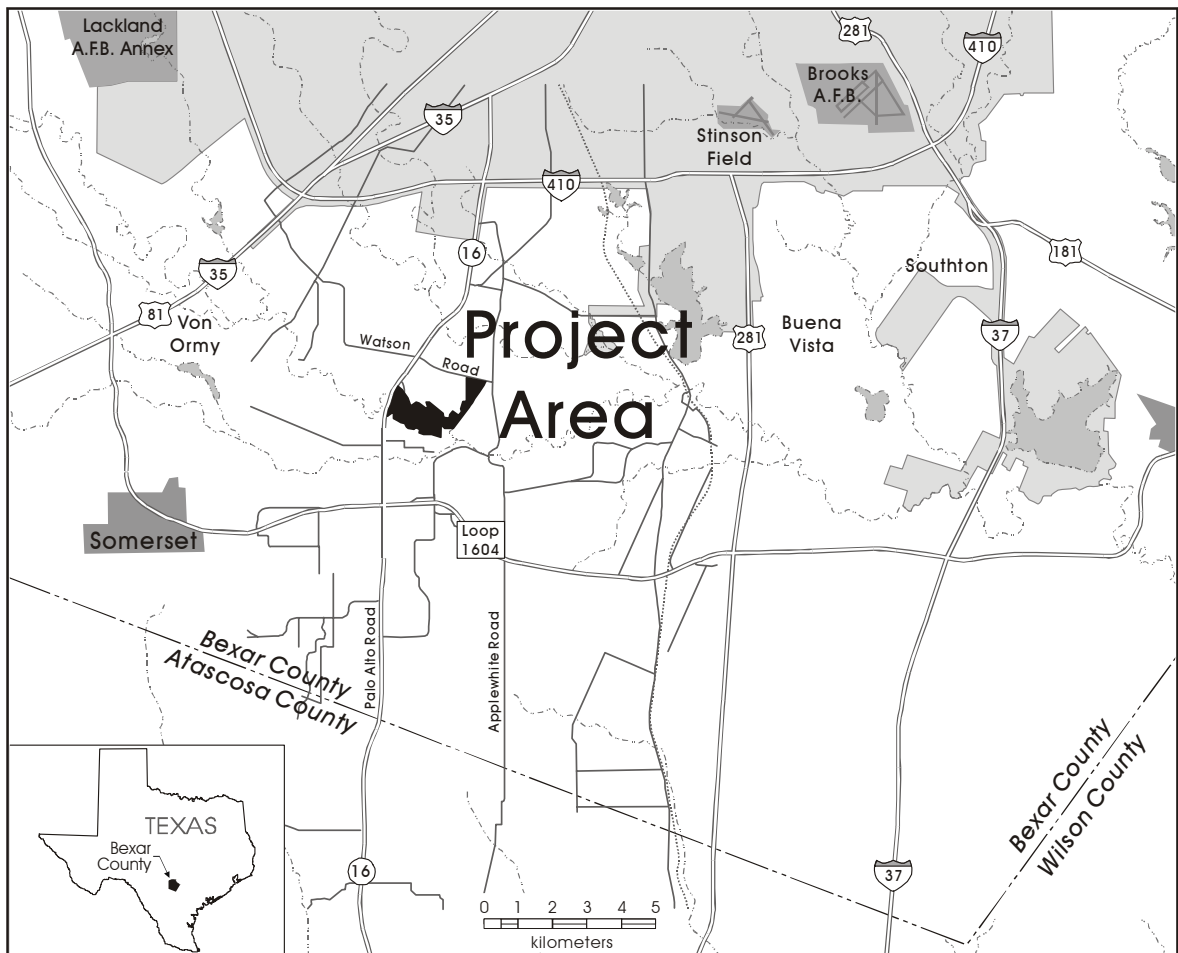 Lackland
A.F.B. Annex
281
410
Brooks
A.F.B.
35
Stinson
Field
410
16
181
Southton
35
81
Von
Ormy
Project
Area
Watson
Road
281
Buena
Vista
37
Somerset
Loop
1604
Palo Alto Road
Applewhite Road
Bexar County
Atascosa County
Bexar County
Wilson County
TEXAS
Bexar
County
16
37
0 1 2 3 4 5
kilometers